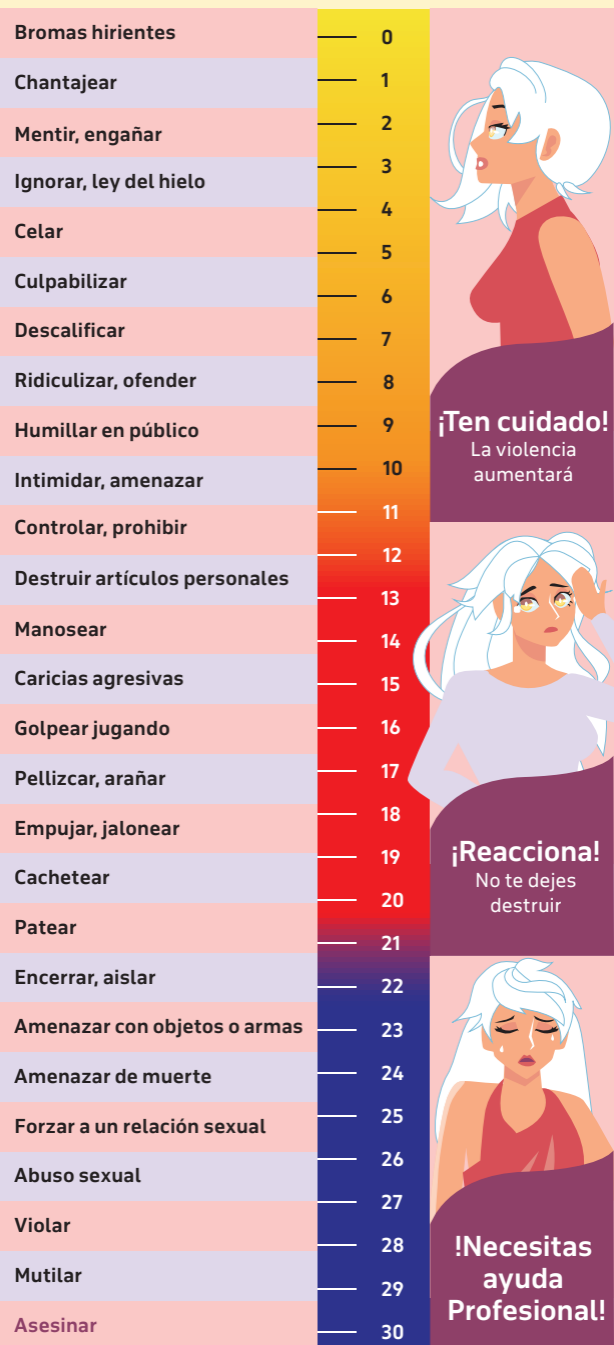 Bromas hirientes
Chantajear
Mentir, engañar
Ignorar, ley del hielo
Celar
Culpabilizar
Descalificar
Ridiculizar, ofender
Humillar en público
Intimidar, amenazar
Controlar, prohibir
Destruir artículos personales
Manosear
Caricias agresivas
Golpear jugando
Pellizcar, arañar
Empujar, jalonear
Cachetear
Patear
Encerrar, aislar
Amenazar con objetos o armas
Amenazar de muerte
Forzar a un relación sexual
Abuso sexual
Violar
Mutilar
Asesinar
0
1
2
3
4
5
6
7
8
9
10
11
12
13
14
15
16
17
18
19
20
21
22
23
24
25
26
27
28
29
30
¡Ten cuidado!
La violencia
aumentará
¡Reacciona!
No te dejes
destruir
!Necesitas
ayuda
Profesional!